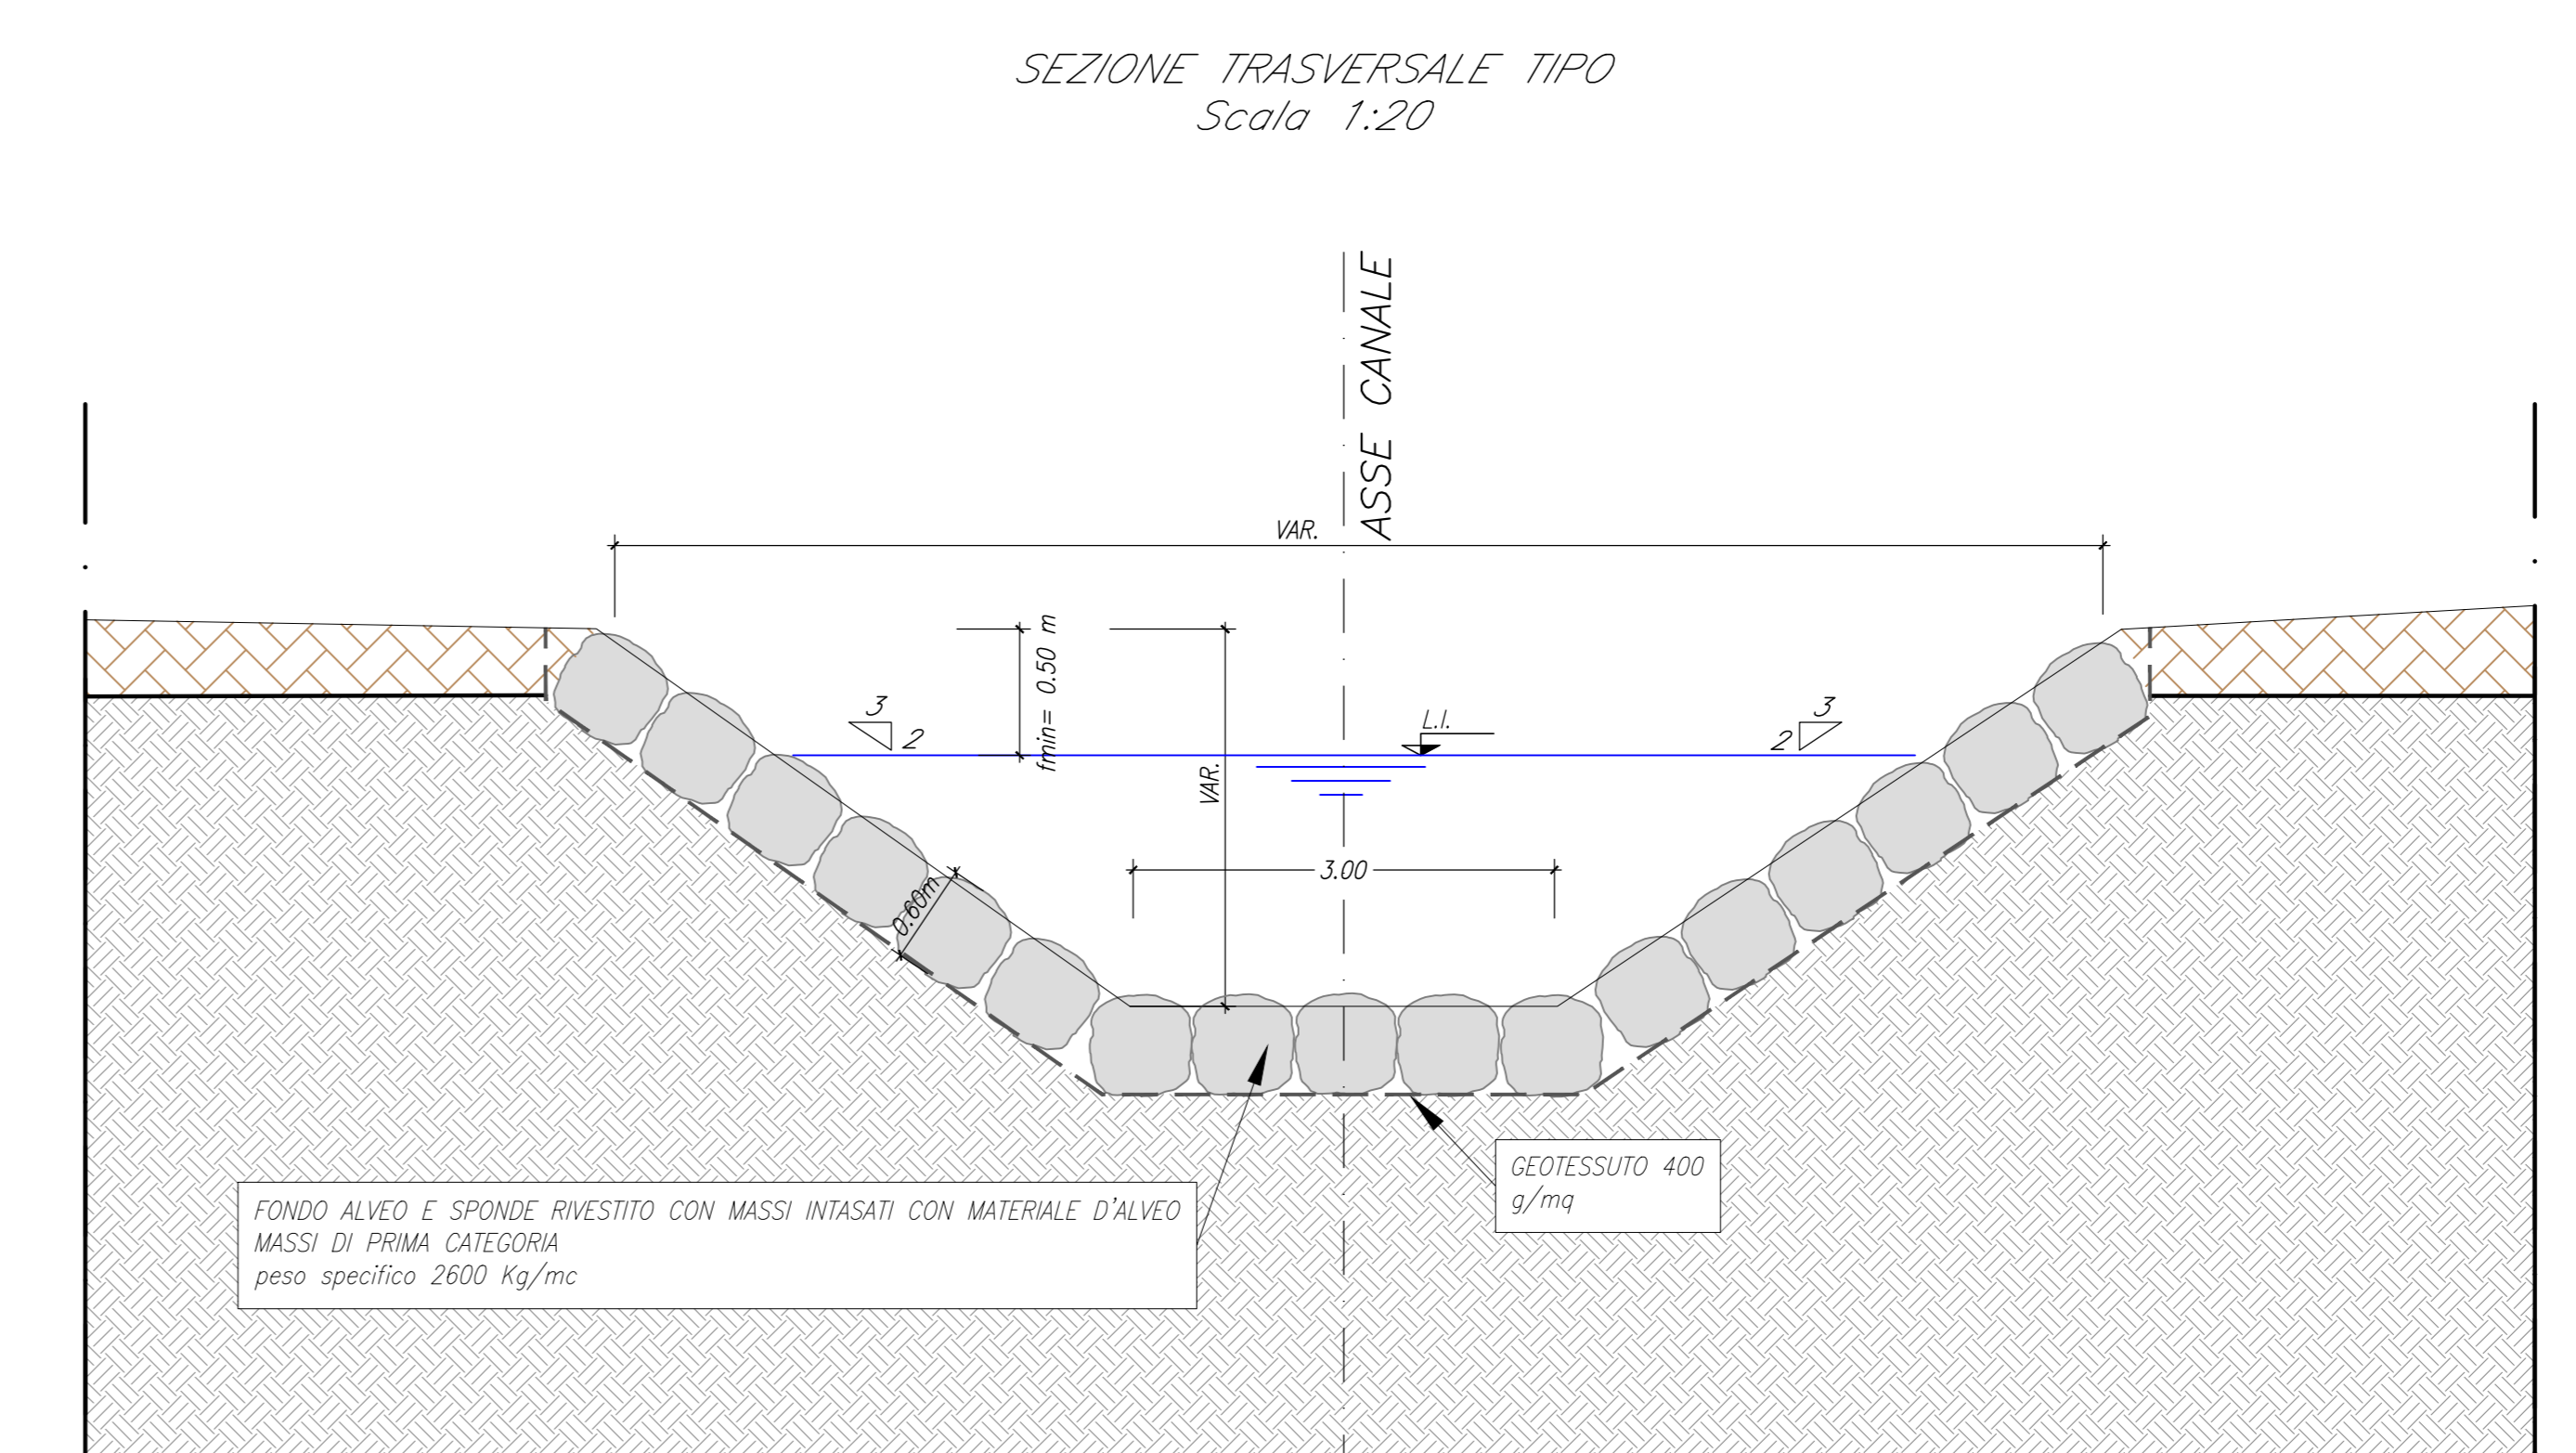 SEZIONE TRASVERSALE TIPO
Scala 1:20
ASSE CANALE
VAR.
fmin= 0.50 m
3
2
L.I.
3
2
VAR.
3.00
0.60m
GEOTESSUTO 400
g/mq
FONDO ALVEO E SPONDE RIVESTITO CON MASSI INTASATI CON MATERIALE D'ALVEO
MASSI DI PRIMA CATEGORIA
peso specifico 2600 Kg/mc